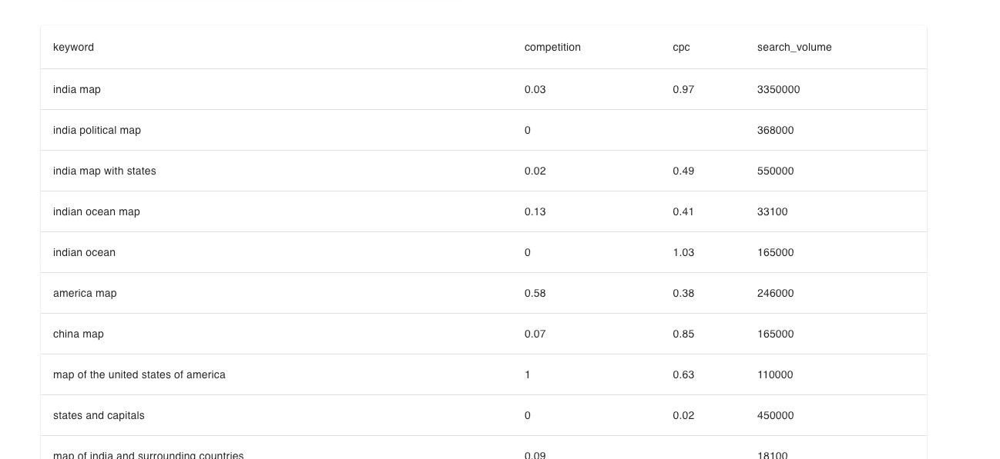 keyword competition cpc search_volume
india map 0.03 0.97 3350000
india political map 0 368000
india map with states 0.02 0.49 550000
indian ocean map 0.13 0.41 33100
indian ocean 0 1.03 165000
america map 0.58 0.38 246000
china map 0.07 0.85 165000
map of the united states of america 1 0.63 110000
states and capitals 0 0.02 450000
map of india and surrounding countries 0.09 18100